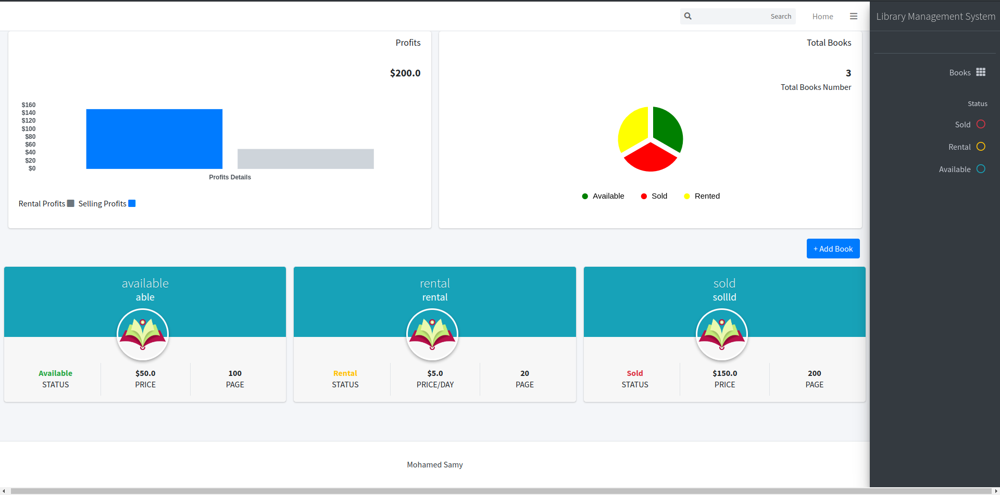 Search
Home
Library Management System
Profits
$200.0
$160
$140
$120
$100
$80
$60
$40
$20
$0
Profits Details
Rental Profits Selling Profits
Total Books
3
Total Books Number
Available Sold Rented
Books
Status
Sold
Rental
Available
+ Add Book
available
able
Available $50.0 100
STATUS PRICE PAGE
rental
rental
Rental $5.0 20
STATUS PRICE/DAY PAGE
sold
sollld
Sold $150.0 200
STATUS PRICE PAGE
Mohamed Samy